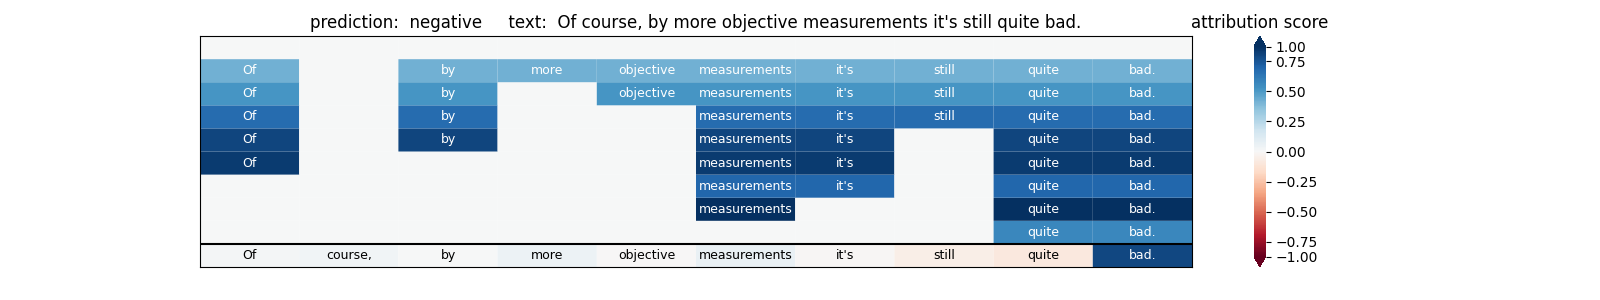 prediction:  negative     text:  Of course, by more objective measurements it's still quite bad.
attribution score
Of by more objective measurements it's still quite bad.
Of by objective measurements it's still quite bad.
Of by measurements it's still quite bad.
Of by measurements it's quite bad.
Of measurements it's quite bad.
measurements it's quite bad.
measurements quite bad.
quite bad.
Of course, by more objective measurements it's still quite bad.
1.00
0.75
0.50
0.25
0.00
−0.25
−0.50
−0.75
−1.00